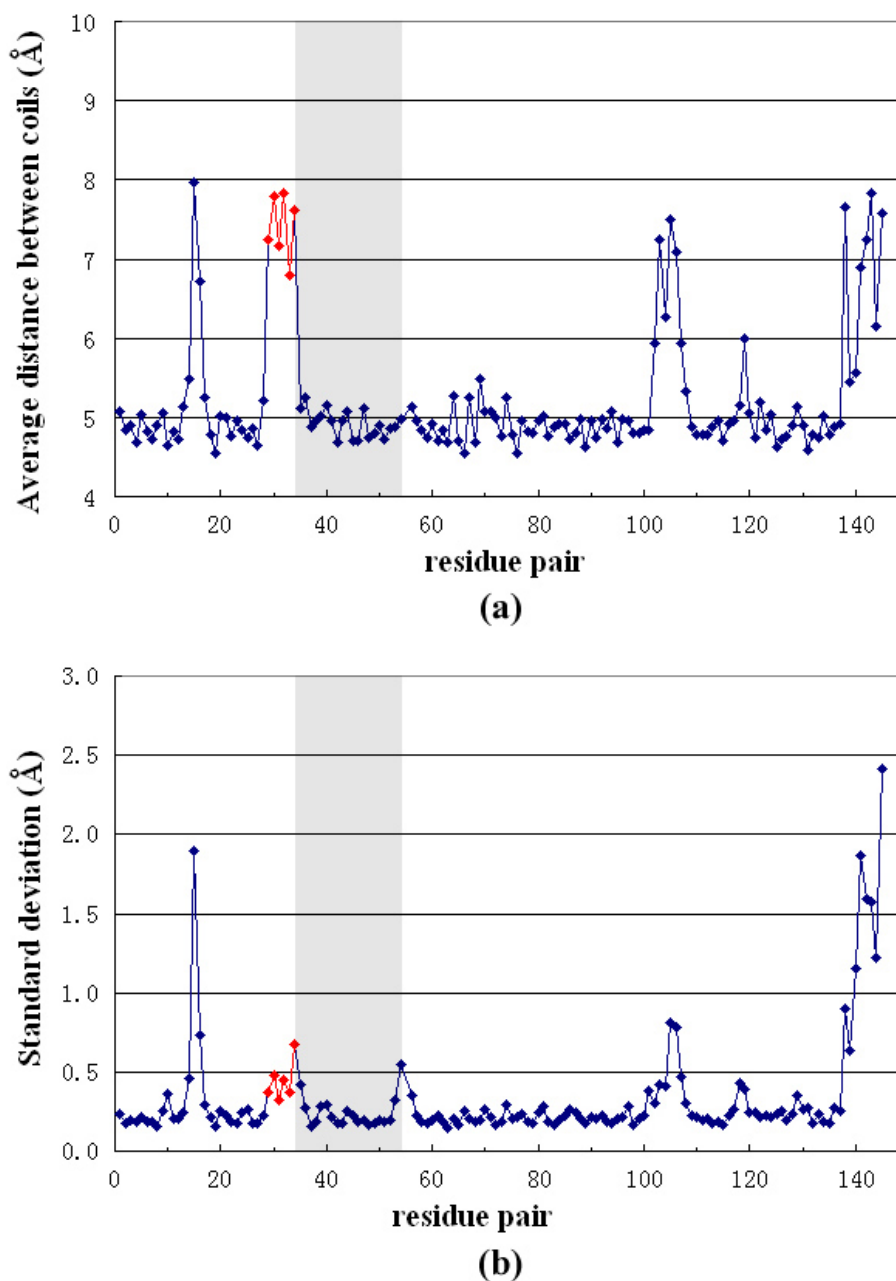 Average distance between coils (Å)
10
9
8
7
6
5
4
0 20 40 60 80 100 120 140
residue pair
(a)
Standard deviation (Å)
3.0
2.5
2.0
1.5
1.0
0.5
0.0
0 20 40 60 80 100 120 140
residue pair
(b)